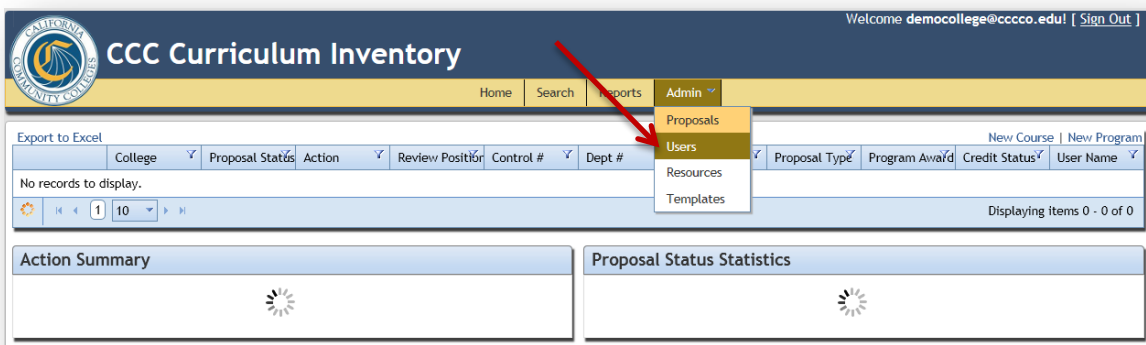 Welcome democollege@cccco.edu! [ Sign Out ]
CALIFORNIA
COMMUNITY COLLEGES
CCC Curriculum Inventory
Home Search Reports Admin
Proposals
Users
Resources
Templates
Export to Excel
New Course | New Program
College Proposal Status Action Review Position Control # Dept # Proposal Type Program Award Credit Status User Name
No records to display.
1 10 Displaying items 0 - 0 of 0
Action Summary Proposal Status Statistics